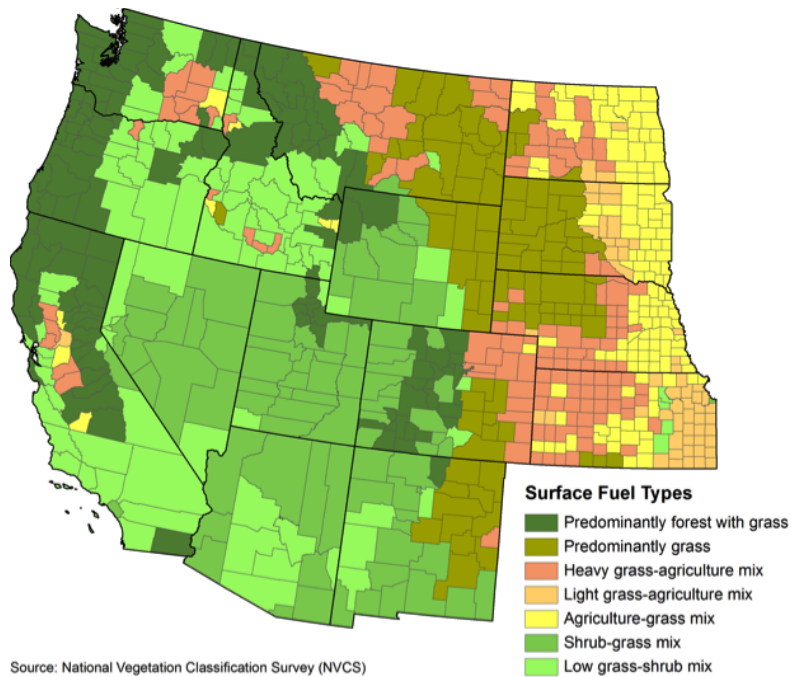 Surface Fuel Types
Predominantly forest with grass
Predominantly grass
Heavy grass-agriculture mix
Light grass-agriculture mix
Agriculture-grass mix
Shrub-grass mix
Low grass-shrub mix
Source: National Vegetation Classification Survey (NVCS)